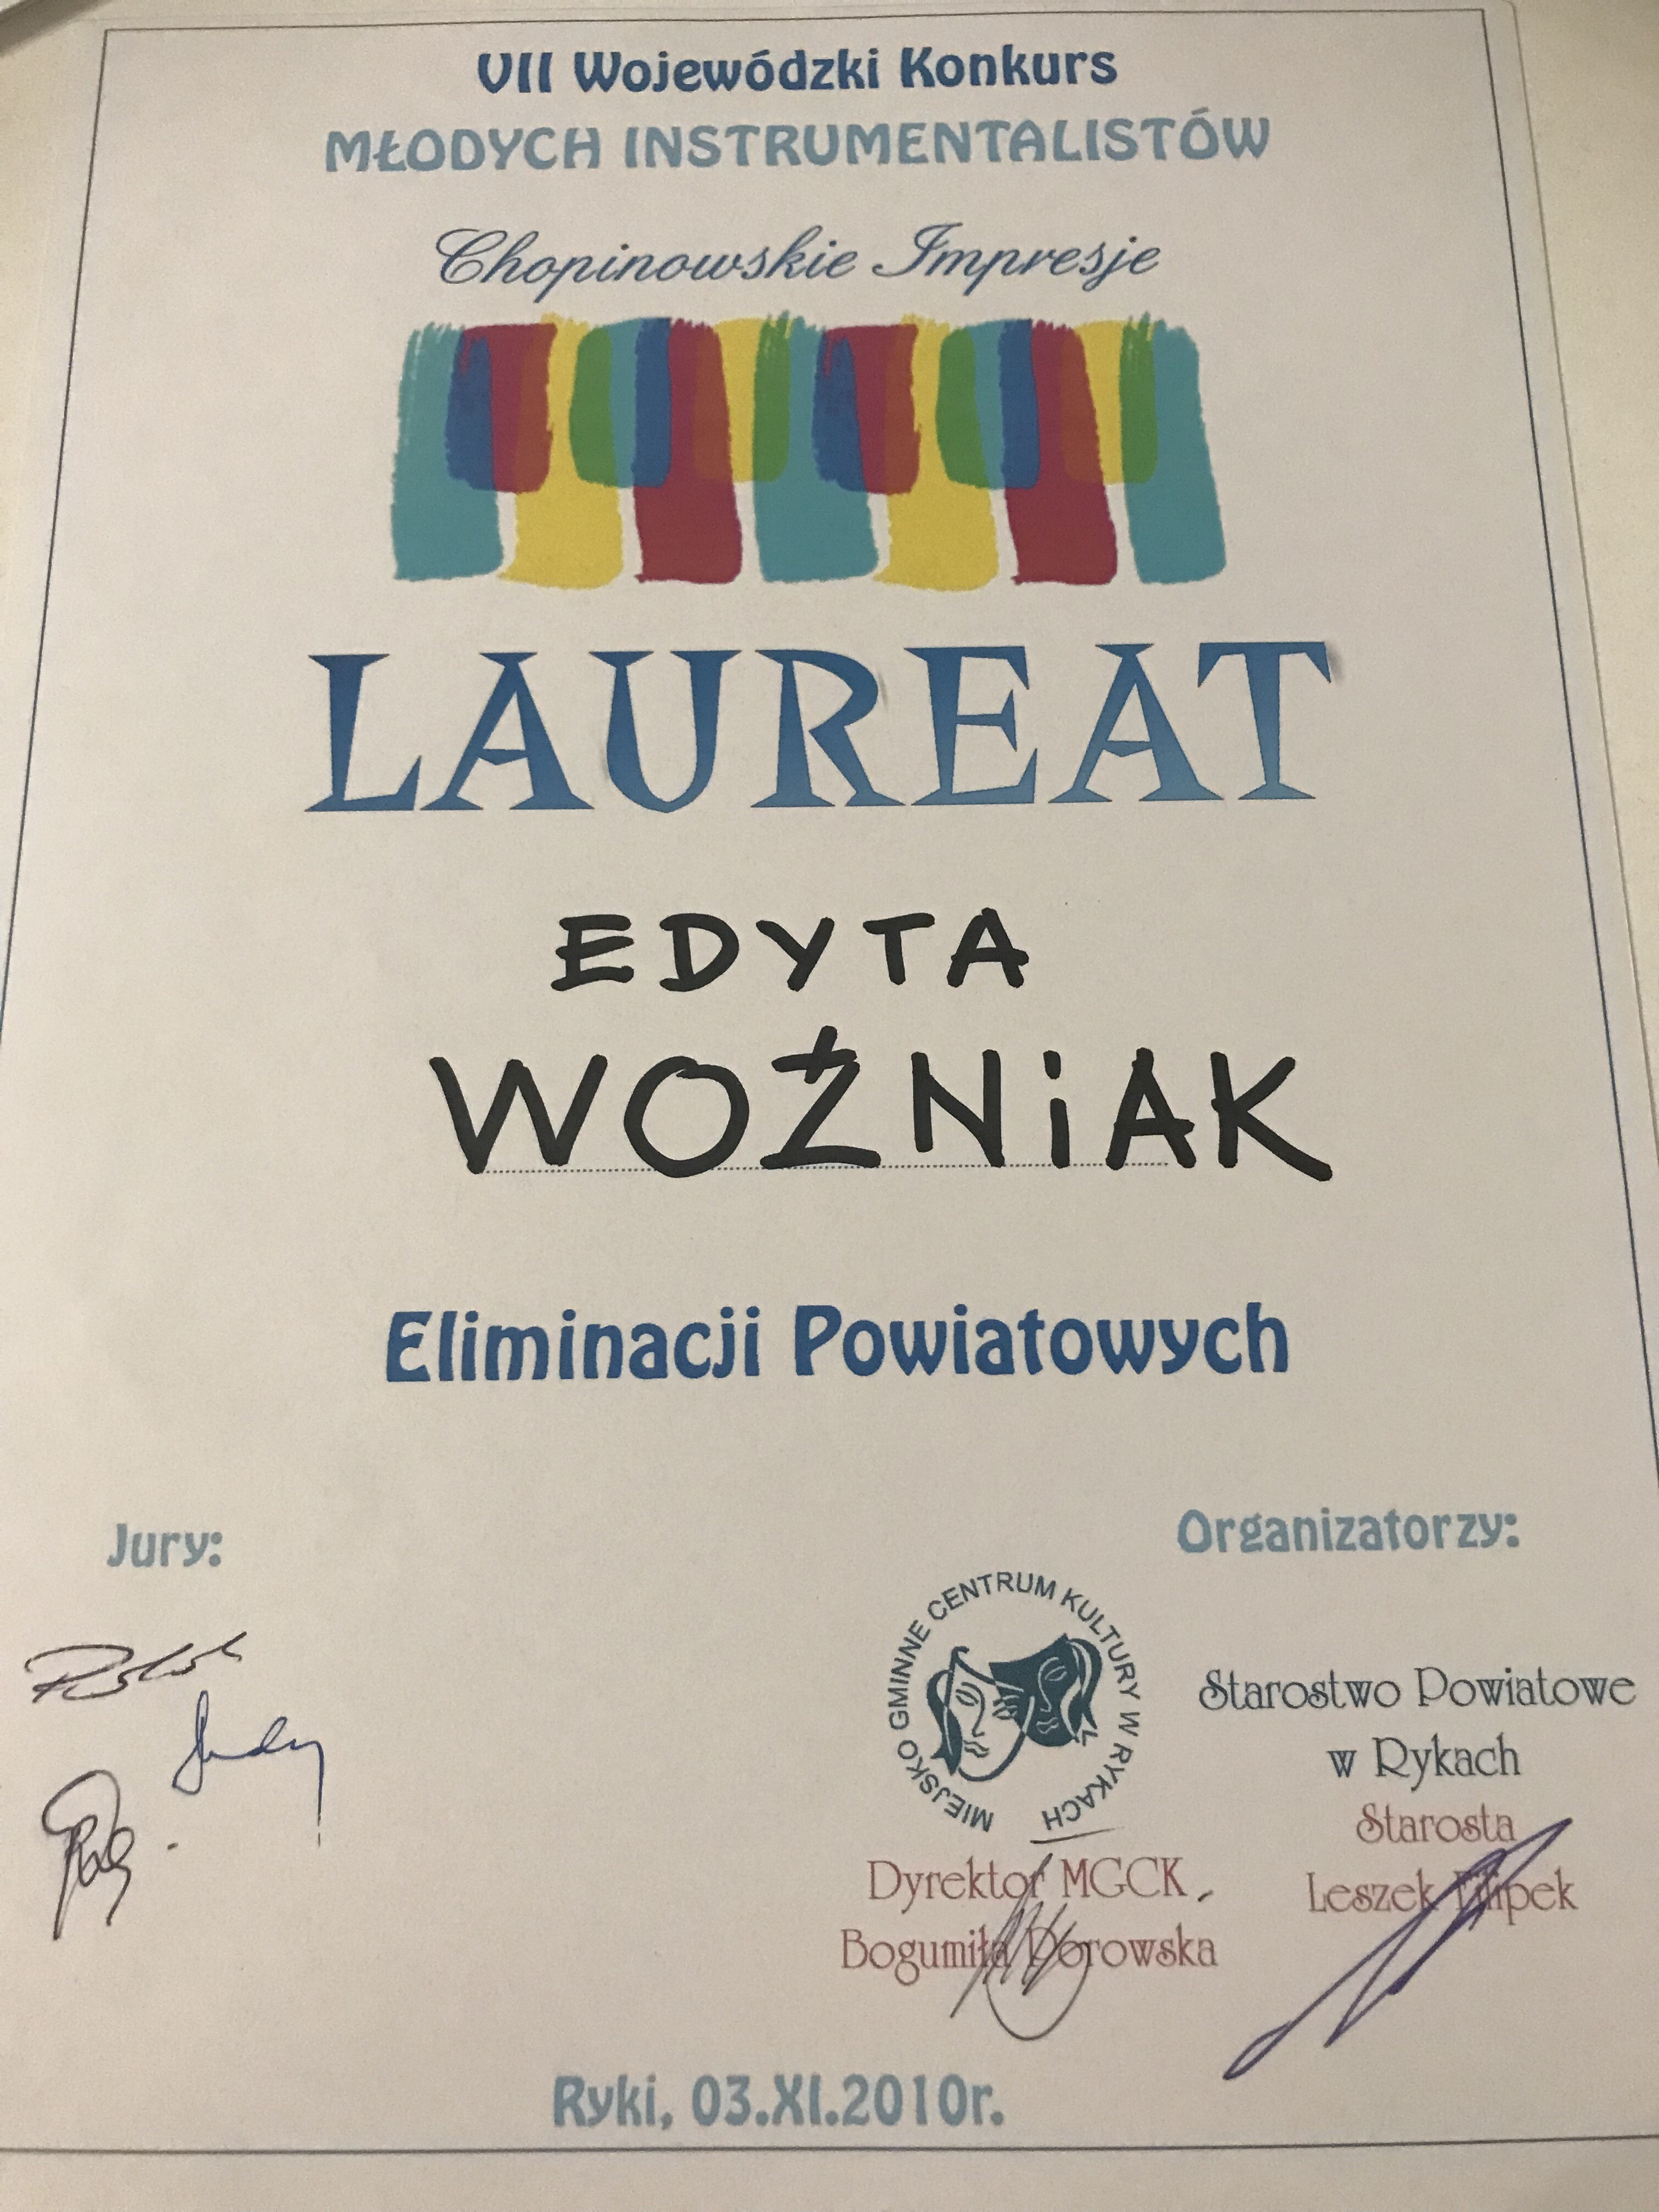 VII Wojewódzki Konkurs
MŁODYCH INSTRUMENTALISTÓW
Chopinowskie Impresje
LAUREAT
EDYTA
WOŹNIAK
Eliminacji Powiatowych
Jury:
Organizatorzy:
MIEJSKO GMINNE CENTRUM KULTURY W RYKACH
Starostwo Powiatowe
w Rykach
Starosta
Leszek Filipek
Dyrektor MGCK
Bogumiła Porowska
Ryki, 03.XI.2010r.